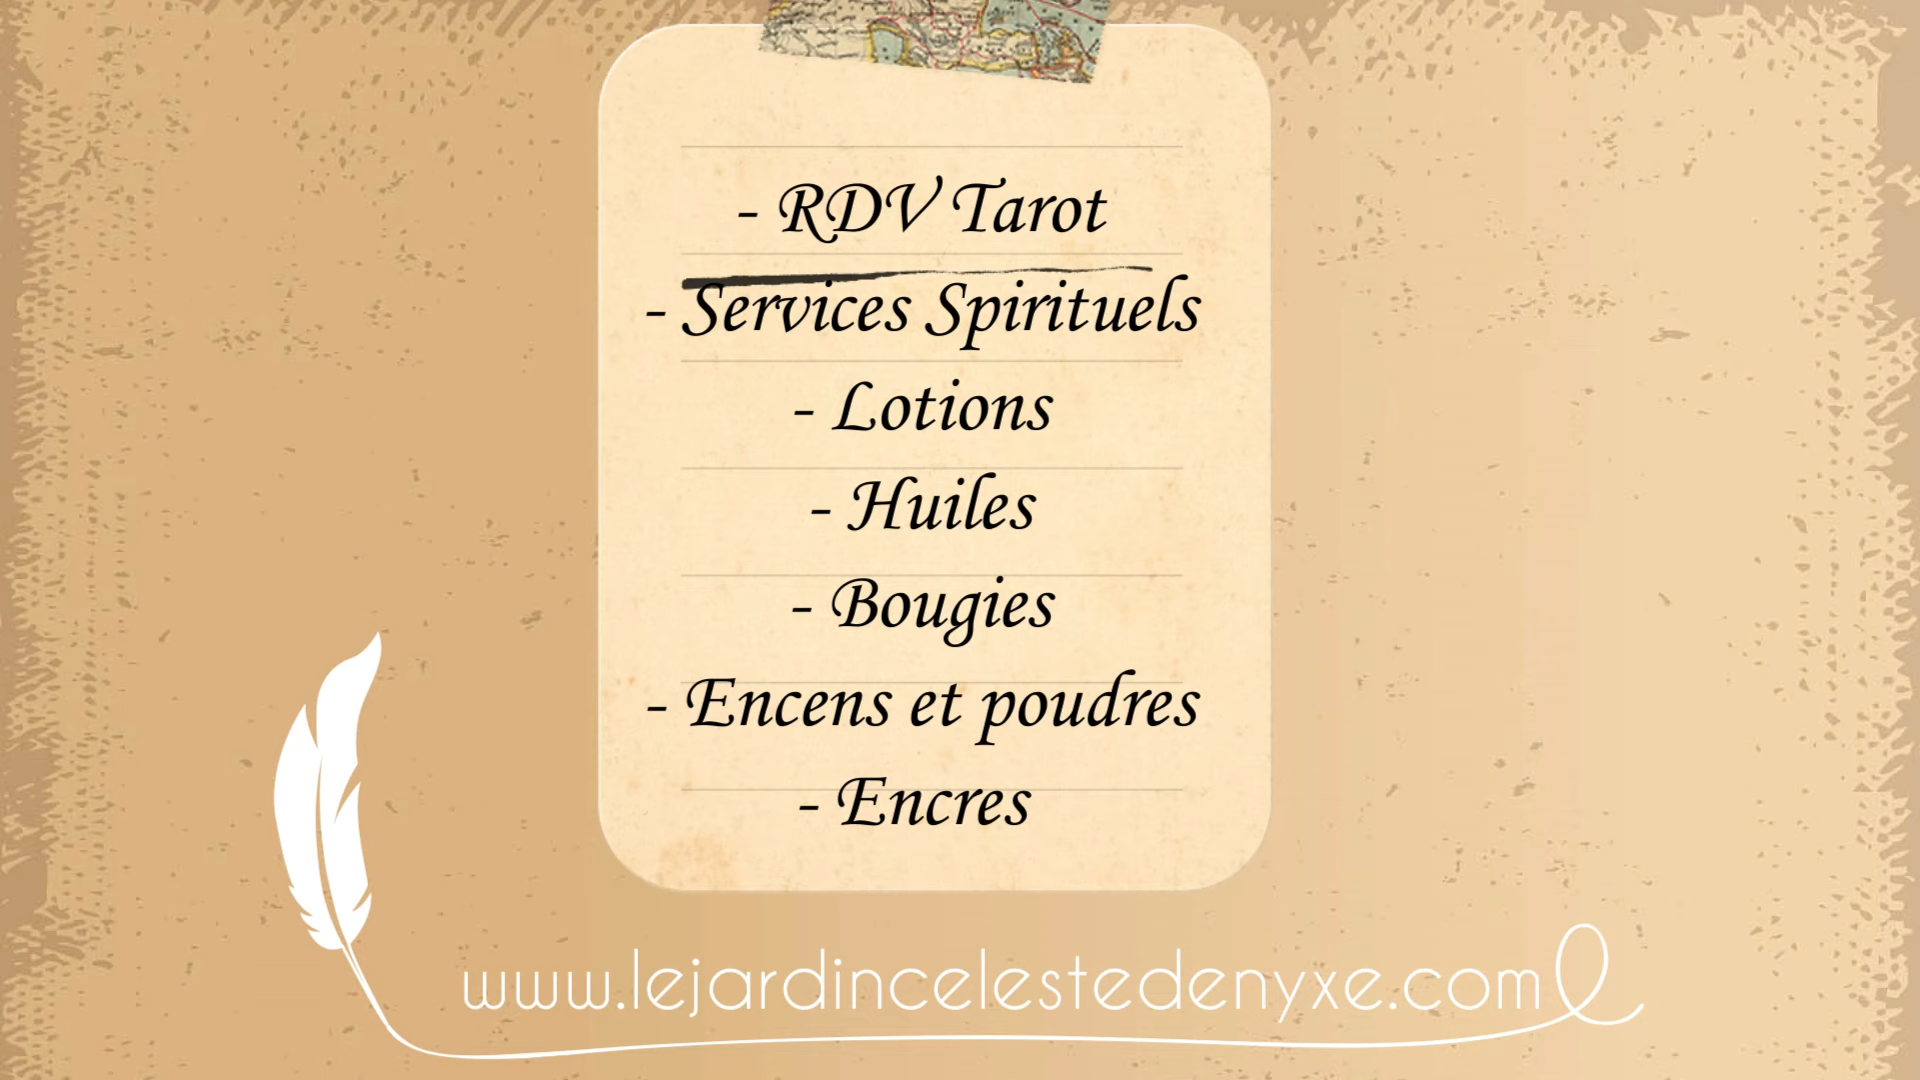 - RDV Tarot
- Services Spirituels
- Lotions
- Huiles
- Bougies
- Encens et poudres
- Encres
www.lejardincelestedenyxe.com